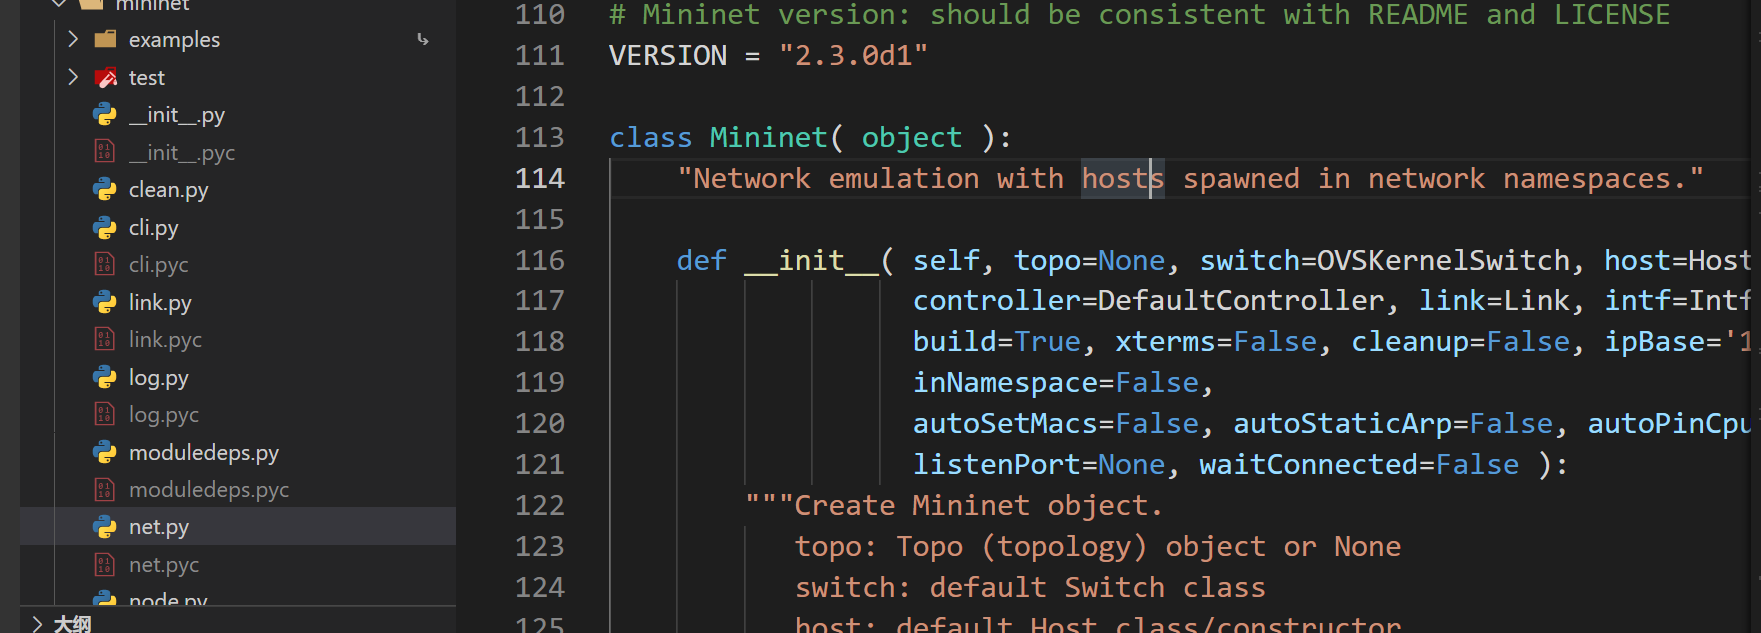 mininet
examples
test
__init__.py
__init__.pyc
clean.py
cli.py
cli.pyc
link.py
link.pyc
log.py
log.pyc
moduledeps.py
moduledeps.pyc
net.py
net.pyc
node.py
大纲
110 # Mininet version: should be consistent with README and LICENSE
111 VERSION = "2.3.0d1"
112
113 class Mininet( object ):
114 "Network emulation with hosts spawned in network namespaces."
115
116 def __init__( self, topo=None, switch=OVSKernelSwitch, host=Host
117 controller=DefaultController, link=Link, intf=Intf
118 build=True, xterms=False, cleanup=False, ipBase='1
119 inNamespace=False,
120 autoSetMacs=False, autoStaticArp=False, autoPinCpu
121 listenPort=None, waitConnected=False ):
122 """Create Mininet object.
123 topo: Topo (topology) object or None
124 switch: default Switch class
125 host: default Host class/constructor